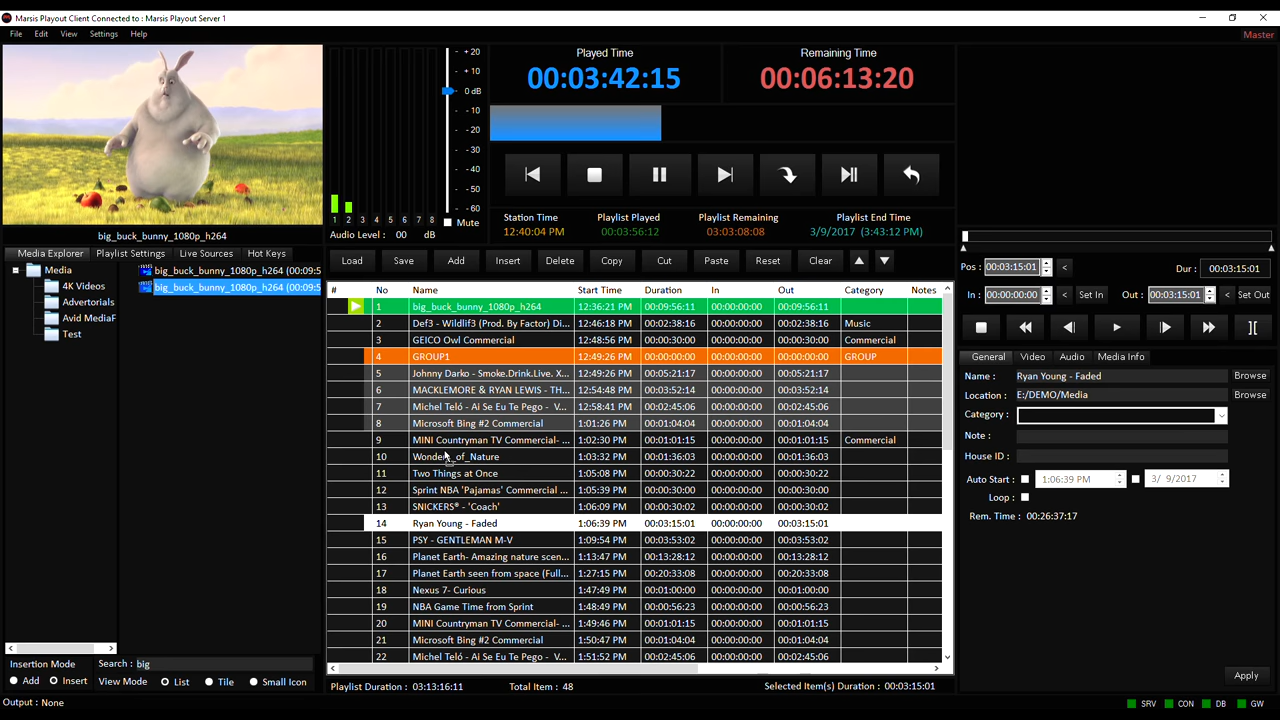 Marsis Playout Client Connected to : Marsis Playout Server 1
File Edit View Settings Help
Master
+ 20
+ 10
0 dB
- 10
- 20
- 30
- 40
- 50
- 60
1 2 3 4 5 6 7 8
Mute
Audio Level : 00 dB
Played Time
00:03:42:15
Remaining Time
00:06:13:20
Station Time Playlist Played Playlist Remaining Playlist End Time
12:40:04 PM 00:03:56:12 03:03:08:08 3/9/2017 (3:43:12 PM)
big_buck_bunny_1080p_h264
Media Explorer Playlist Settings Live Sources Hot Keys
Media
4K Videos
Advertorials
Avid MediaF
Test
big_buck_bunny_1080p_h264 (00:09:5
big_buck_bunny_1080p_h264 (00:09:5
Insertion Mode
Add Insert
Search : big
View Mode List Tile Small Icon
Output : None
Load Save Add Insert Delete Copy Cut Paste Reset Clear
# No Name Start Time Duration In Out Category Notes
1 big_buck_bunny_1080p_h264 12:36:21 PM 00:09:56:11 00:00:00:00 00:09:56:11
2 Def3 - Wildlif3 (Prod. By Factor) Di... 12:46:18 PM 00:02:38:16 00:00:00:00 00:02:38:16 Music
3 GEICO Owl Commercial 12:48:56 PM 00:00:30:00 00:00:00:00 00:00:30:00 Commercial
4 GROUP1 12:49:26 PM 00:00:00:00 00:00:00:00 00:00:00:00 GROUP
5 Johnny Darko - Smoke.Drink.Live. X... 12:49:26 PM 00:05:21:17 00:00:00:00 00:05:21:17
6 MACKLEMORE & RYAN LEWIS - TH... 12:54:48 PM 00:03:52:14 00:00:00:00 00:03:52:14
7 Michel Teló - Ai Se Eu Te Pego - V... 12:58:41 PM 00:02:45:06 00:00:00:00 00:02:45:06
8 Microsoft Bing #2 Commercial 1:01:26 PM 00:01:04:04 00:00:00:00 00:01:04:04
9 MINI Countryman TV Commercial- ... 1:02:30 PM 00:01:01:15 00:00:00:00 00:01:01:15 Commercial
10 Wonders_of_Nature 1:03:32 PM 00:01:36:03 00:00:00:00 00:01:36:03
11 Two Things at Once 1:05:08 PM 00:00:30:22 00:00:00:00 00:00:30:22
12 Sprint NBA 'Pajamas' Commercial ... 1:05:39 PM 00:00:30:00 00:00:00:00 00:00:30:00
13 SNICKERS® - 'Coach' 1:06:09 PM 00:00:30:02 00:00:00:00 00:00:30:02
14 Ryan Young - Faded 1:06:39 PM 00:03:15:01 00:00:00:00 00:03:15:01
15 PSY - GENTLEMAN M-V 1:09:54 PM 00:03:53:02 00:00:00:00 00:03:53:02
16 Planet Earth- Amazing nature scen... 1:13:47 PM 00:13:28:12 00:00:00:00 00:13:28:12
17 Planet Earth seen from space (Full... 1:27:15 PM 00:20:33:08 00:00:00:00 00:20:33:08
18 Nexus 7- Curious 1:47:49 PM 00:01:00:00 00:00:00:00 00:01:00:00
19 NBA Game Time from Sprint 1:48:49 PM 00:00:56:23 00:00:00:00 00:00:56:23
20 MINI Countryman TV Commercial- ... 1:49:46 PM 00:01:01:15 00:00:00:00 00:01:01:15
21 Microsoft Bing #2 Commercial 1:50:47 PM 00:01:04:04 00:00:00:00 00:01:04:04
22 Michel Teló - Ai Se Eu Te Pego - V... 1:51:52 PM 00:02:45:06 00:00:00:00 00:02:45:06
Playlist Duration : 03:13:16:11 Total Item : 48 Selected Item(s) Duration : 00:03:15:01
Pos : 00:03:15:01 < Dur : 00:03:15:01
In : 00:00:00:00 < Set In Out : 00:03:15:01 < Set Out
General Video Audio Media Info
Name : Ryan Young - Faded Browse
Location : E:/DEMO/Media Browse
Category :
Note :
House ID :
Auto Start : 1:06:39 PM 3/ 9/2017
Loop :
Rem. Time : 00:26:37:17
Apply
SRV CON DB GW